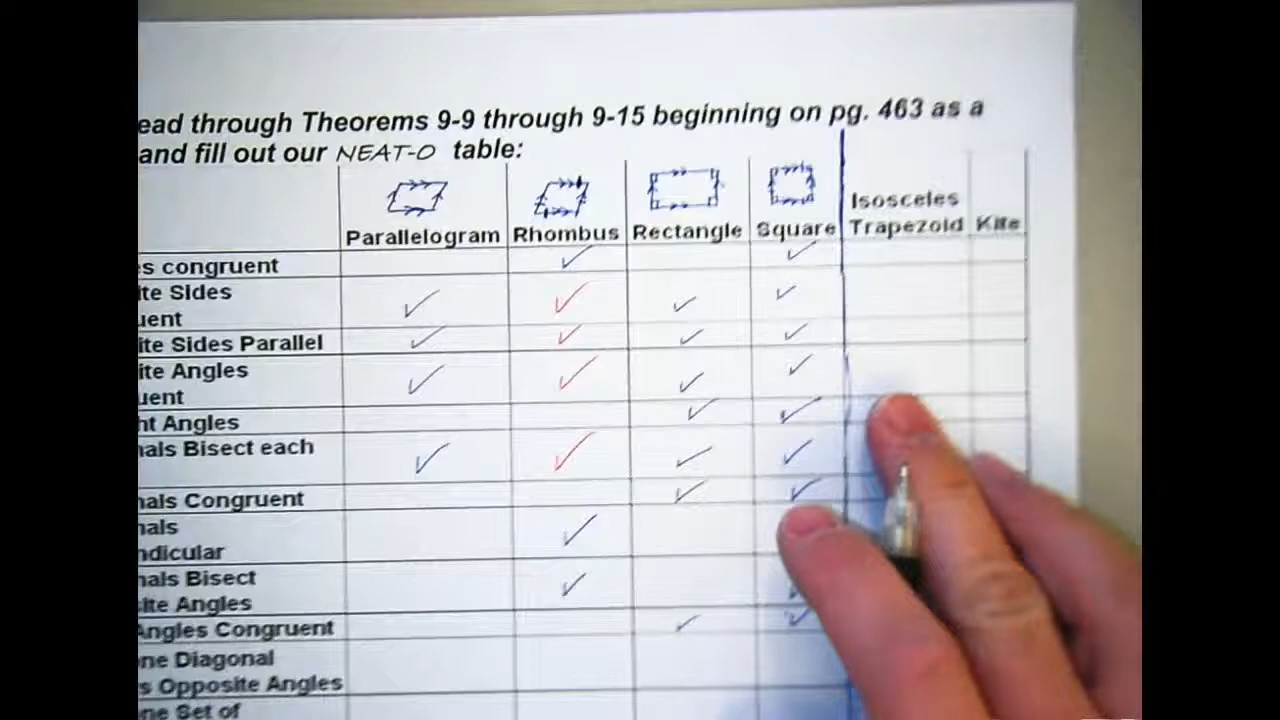 ead through Theorems 9-9 through 9-15 beginning on pg. 463 as a
and fill out our NEAT-O table:
Parallelogram Rhombus Rectangle Square Isosceles Trapezoid Kite
s congruent
ite Sides
uent
ite Sides Parallel
ite Angles
uent
ht Angles
nals Bisect each
nals Congruent
nals
ndicular
nals Bisect
site Angles
Angles Congruent
ne Diagonal
s Opposite Angles
ne Set of